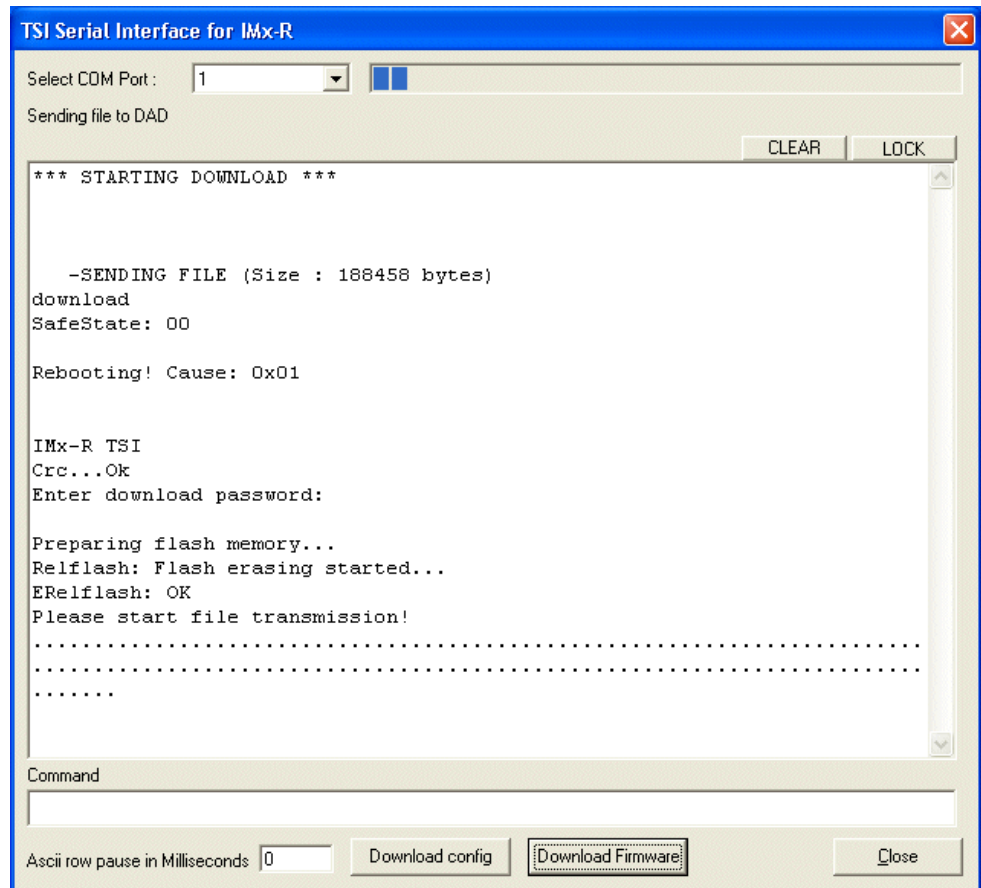 TSI Serial Interface for IMx-R
Select COM Port : 1
Sending file to DAD
CLEAR LOCK
*** STARTING DOWNLOAD ***
-SENDING FILE (Size : 188458 bytes)
download
SafeState: 00
Rebooting! Cause: 0x01
IMx-R TSI
Crc...Ok
Enter download password:
Preparing flash memory...
Relflash: Flash erasing started...
ERelflash: OK
Please start file transmission!
...........................................................................
...........................................................................
.......
Command
Ascii row pause in Milliseconds 0 Download config Download Firmware Close